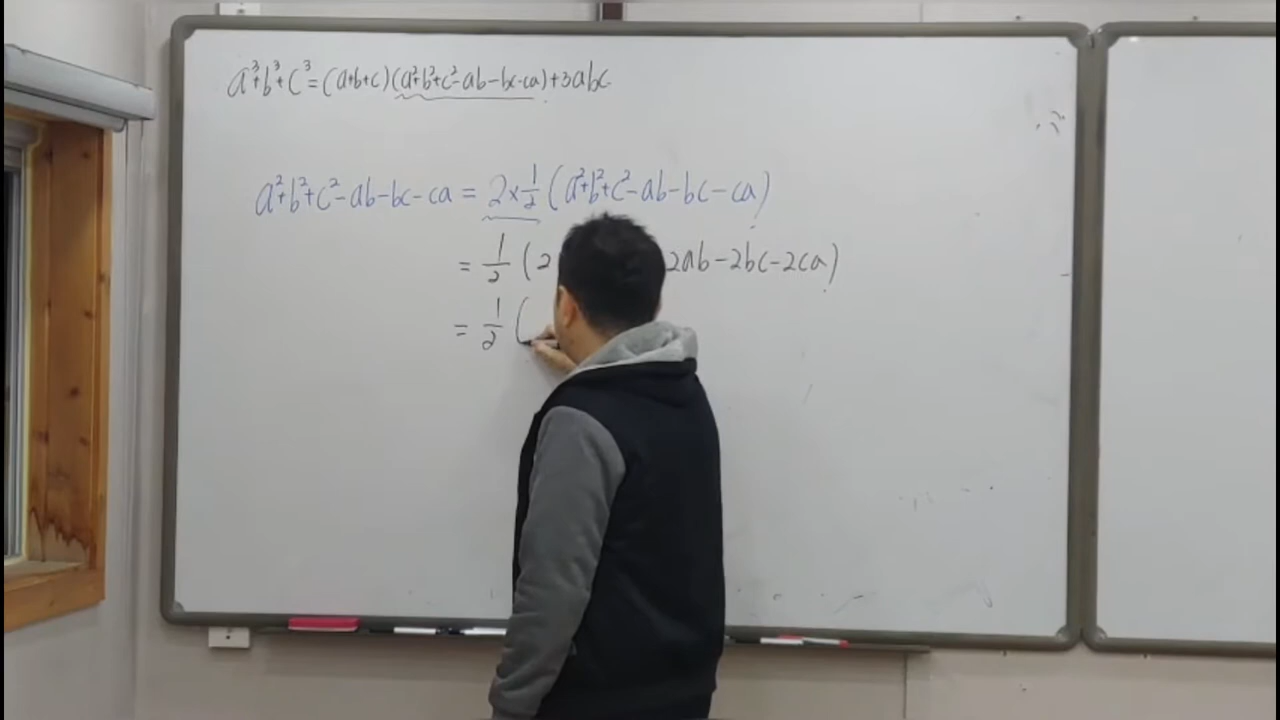 a³+b³+c³=(a+b+c)(a²+b²+c²-ab-bc-ca)+3abc
a²+b²+c²-ab-bc-ca = 2×1/2(a²+b²+c²-ab-bc-ca)
= 1/2(2 2ab-2bc-2ca)
= 1/2(